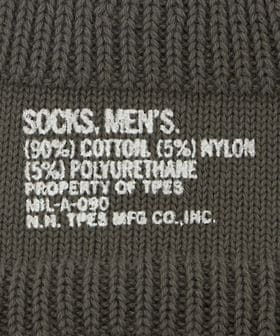 SOCKS, MEN'S.
(90%) COTTON, (5%) NYLON
(5%) POLYURETHANE
PROPERTY OF TPES
MIL-A-090
N.H. TPES MFG CO., INC.